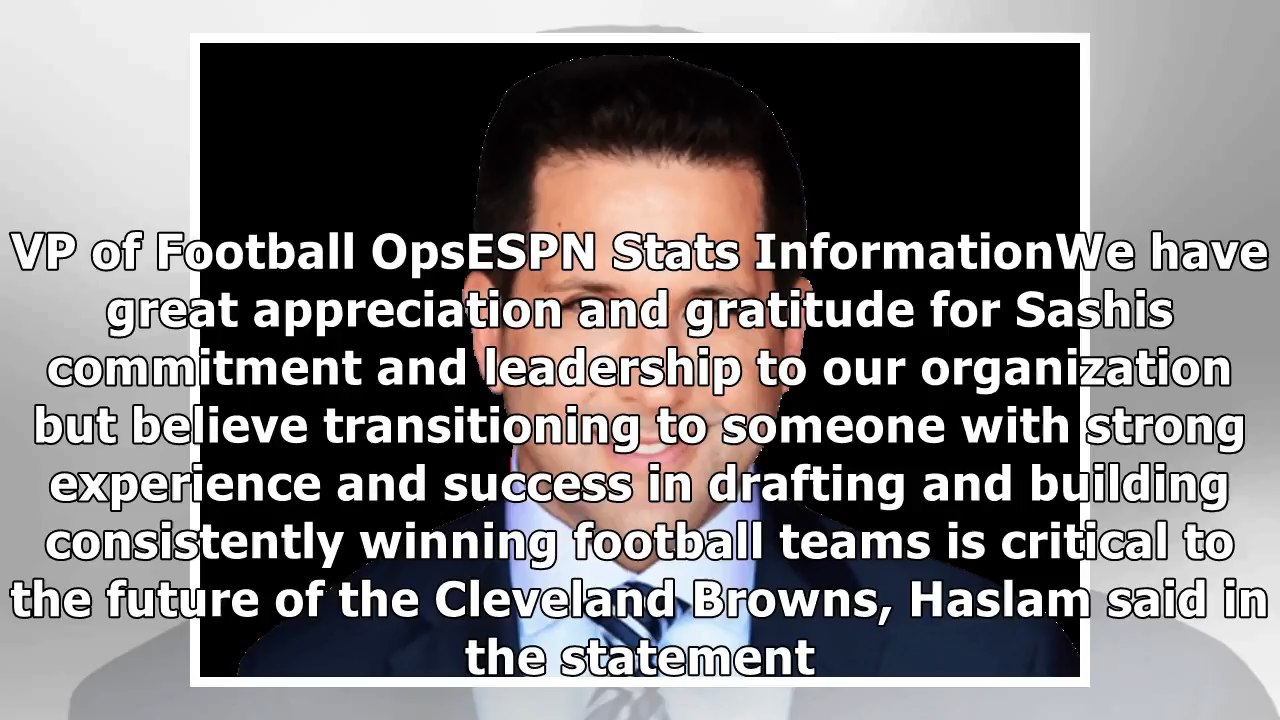 VP of Football OpsESPN Stats InformationWe have
great appreciation and gratitude for Sashis
commitment and leadership to our organization
but believe transitioning to someone with strong
experience and success in drafting and building
consistently winning football teams is critical to
the future of the Cleveland Browns, Haslam said in
the statement